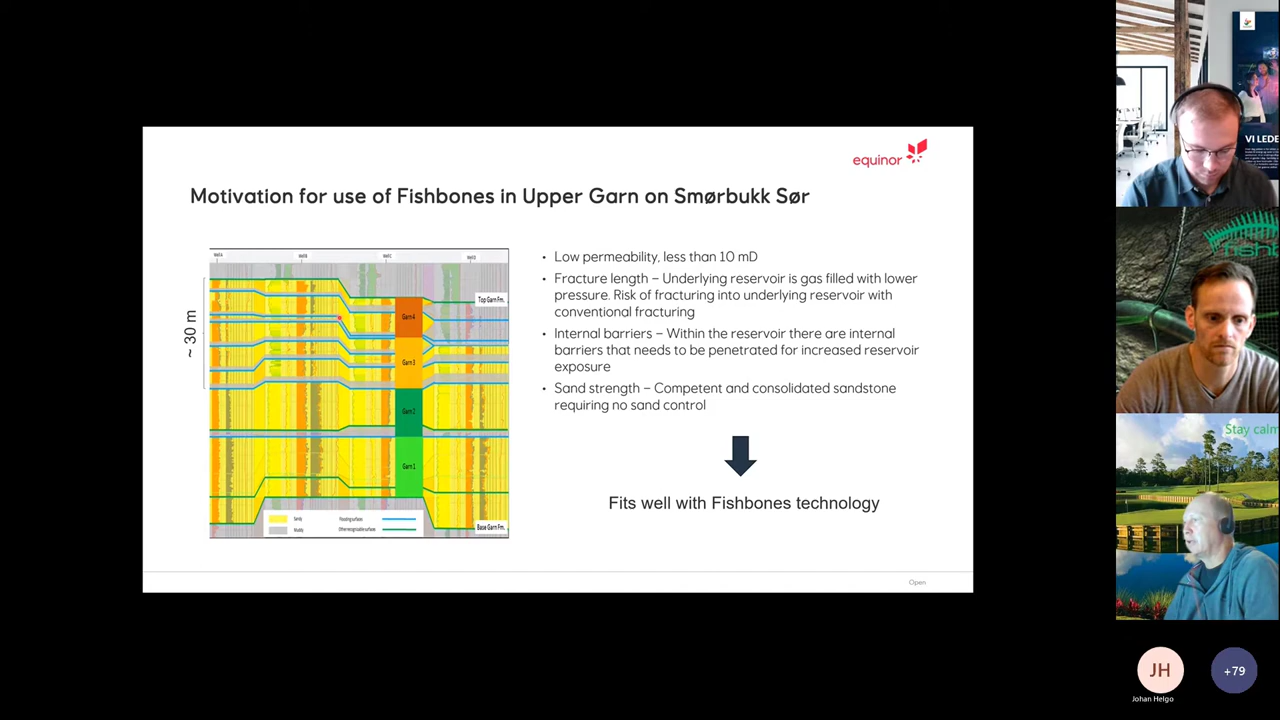 equinor
Motivation for use of Fishbones in Upper Garn on Smørbukk Sør
~ 30 m
Top Garn Fm.
Garn 4
Garn 3
Garn 2
Garn 1
Base Garn Fm.
Sands
Muddy
Flooding surfaces
Other recognisable surfaces
• Low permeability, less than 10 mD
• Fracture length – Underlying reservoir is gas filled with lower
pressure. Risk of fracturing into underlying reservoir with
conventional fracturing
• Internal barriers – Within the reservoir there are internal
barriers that needs to be penetrated for increased reservoir
exposure
• Sand strength – Competent and consolidated sandstone
requiring no sand control
Fits well with Fishbones technology
Open
VI LEDE
fishb
Stay calm
JH
Johan Helgo
+79